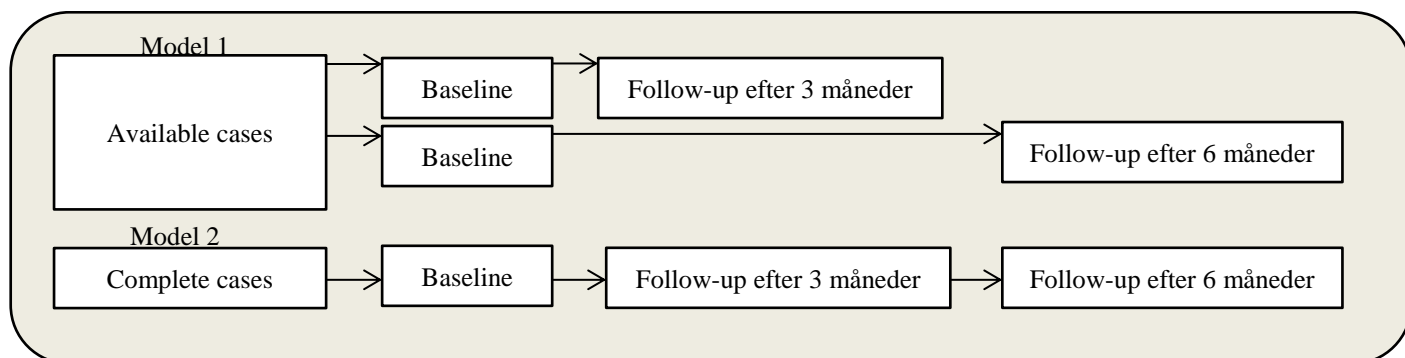 Model 1
Available cases
Baseline
Follow-up efter 3 måneder
Baseline
Follow-up efter 6 måneder
Model 2
Complete cases
Baseline
Follow-up efter 3 måneder
Follow-up efter 6 måneder